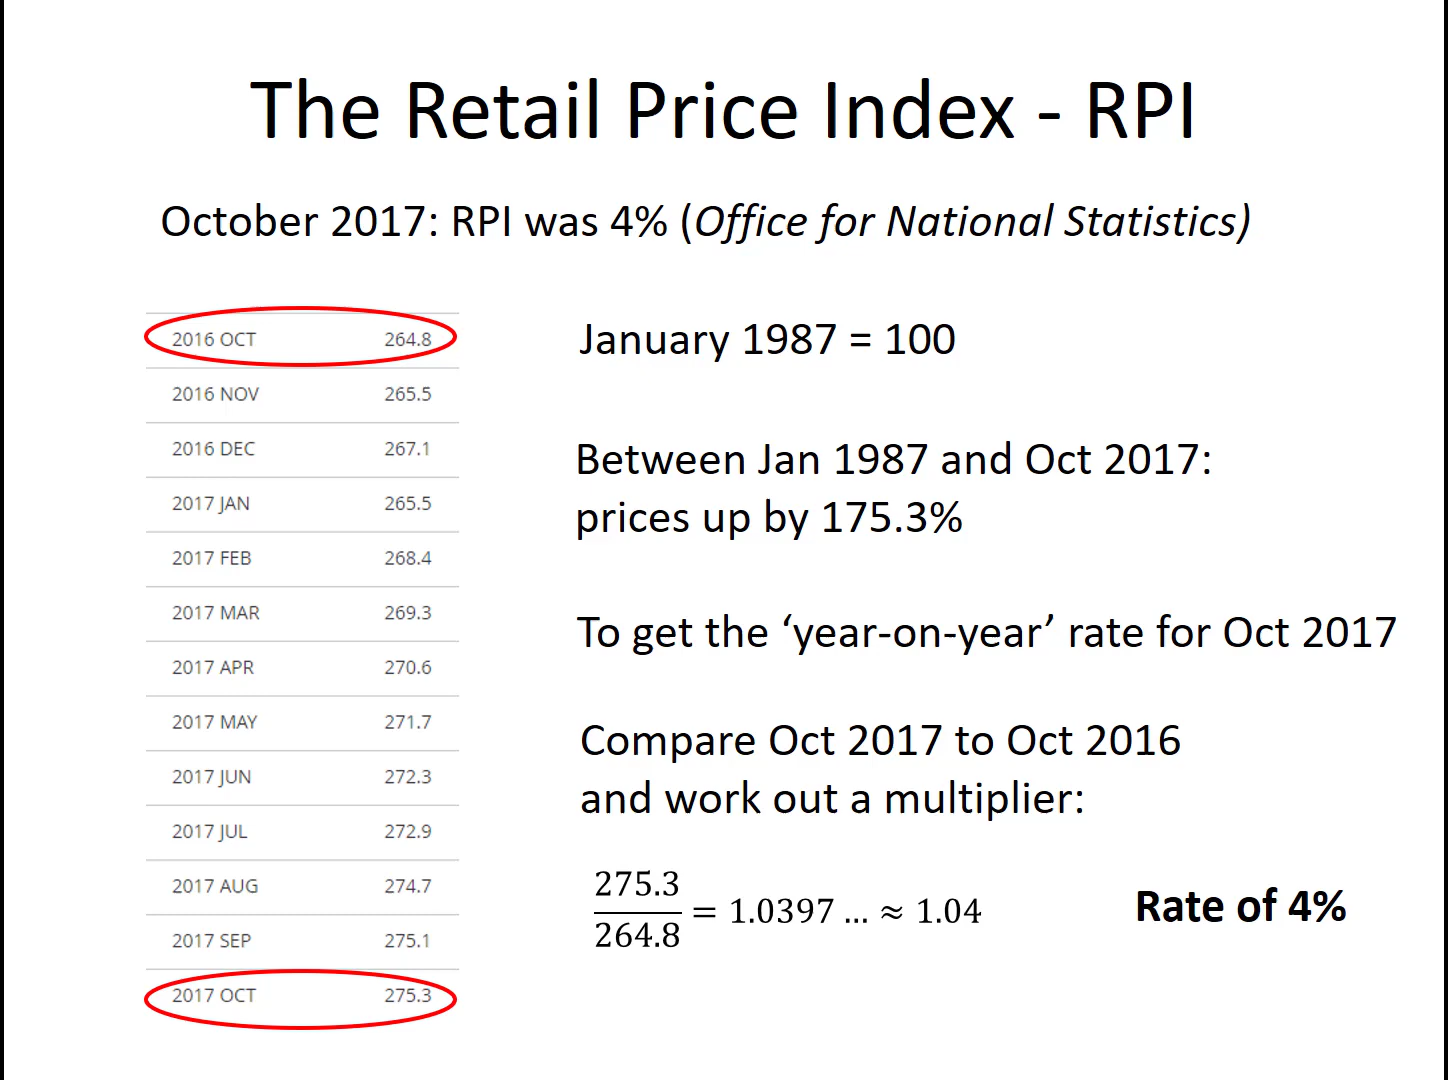 The Retail Price Index - RPI
October 2017: RPI was 4% (Office for National Statistics)
2016 OCT 264.8
2016 NOV 265.5
2016 DEC 267.1
2017 JAN 265.5
2017 FEB 268.4
2017 MAR 269.3
2017 APR 270.6
2017 MAY 271.7
2017 JUN 272.3
2017 JUL 272.9
2017 AUG 274.7
2017 SEP 275.1
2017 OCT 275.3
January 1987 = 100
Between Jan 1987 and Oct 2017:
prices up by 175.3%
To get the ‘year-on-year’ rate for Oct 2017
Compare Oct 2017 to Oct 2016
and work out a multiplier:
275.3/264.8 = 1.0397 … ≈ 1.04
Rate of 4%